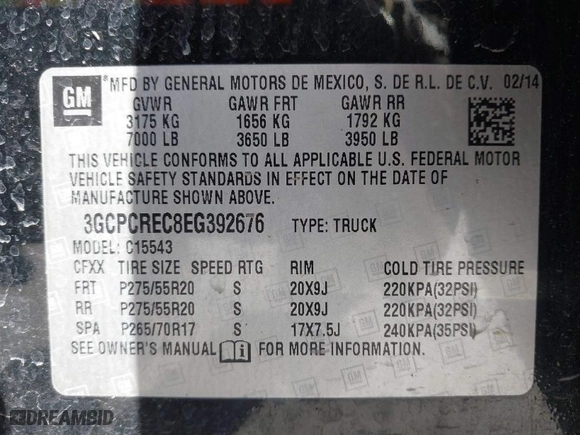 GM
®MFD BY GENERAL MOTORS DE MEXICO, S. DE R.L. DE C.V. 02/14
GVWR GAWR FRT GAWR RR
3175 KG 1656 KG 1792 KG
7000 LB 3650 LB 3950 LB
THIS VEHICLE CONFORMS TO ALL APPLICABLE U.S. FEDERAL MOTOR
VEHICLE SAFETY STANDARDS IN EFFECT ON THE DATE OF
MANUFACTURE SHOWN ABOVE.
3GCPCREC8EG392676 TYPE: TRUCK
MODEL: C15543
CFXX TIRE SIZE SPEED RTG RIM COLD TIRE PRESSURE
FRT P275/55R20 S 20X9J 220KPA(32PSI)
RR P275/55R20 S 20X9J 220KPA(32PSI)
SPA P265/70R17 S 17X7.5J 240KPA(35PSI)
SEE OWNER'S MANUAL FOR MORE INFORMATION.
DREAMBID